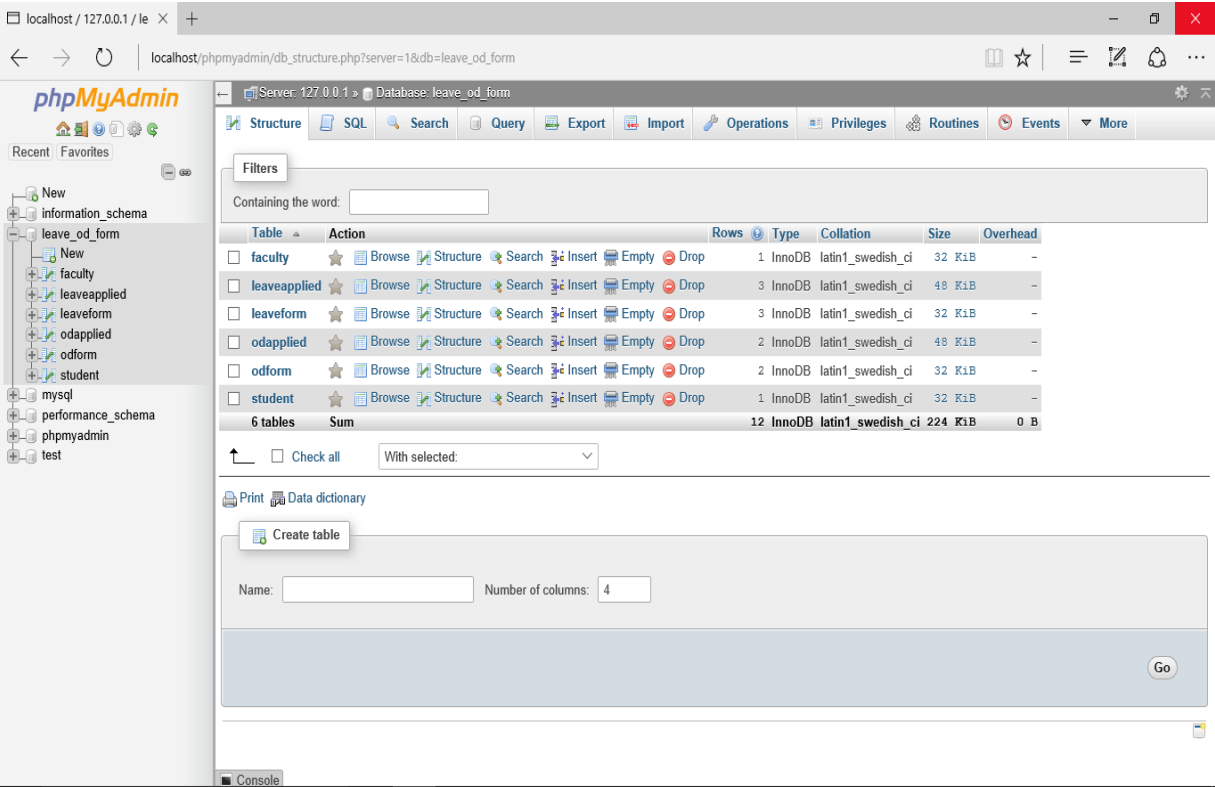 localhost / 127.0.0.1 / le
localhost/phpmyadmin/db_structure.php?server=1&db=leave_od_form
phpMyAdmin
Recent Favorites
New
information_schema
leave_od_form
New
faculty
leaveapplied
leaveform
odapplied
odform
student
mysql
performance_schema
phpmyadmin
test
Server: 127.0.0.1 » Database: leave_od_form
Structure SQL Search Query Export Import Operations Privileges Routines Events More
Filters
Containing the word:
Table Action Rows Type Collation Size Overhead
faculty Browse Structure Search Insert Empty Drop 1 InnoDB latin1_swedish_ci 32 KiB -
leaveapplied Browse Structure Search Insert Empty Drop 3 InnoDB latin1_swedish_ci 48 KiB -
leaveform Browse Structure Search Insert Empty Drop 3 InnoDB latin1_swedish_ci 32 KiB -
odapplied Browse Structure Search Insert Empty Drop 2 InnoDB latin1_swedish_ci 48 KiB -
odform Browse Structure Search Insert Empty Drop 2 InnoDB latin1_swedish_ci 32 KiB -
student Browse Structure Search Insert Empty Drop 1 InnoDB latin1_swedish_ci 32 KiB -
6 tables Sum 12 InnoDB latin1_swedish_ci 224 KiB 0 B
Check all With selected:
Print Data dictionary
Create table
Name: Number of columns: 4
Go
Console